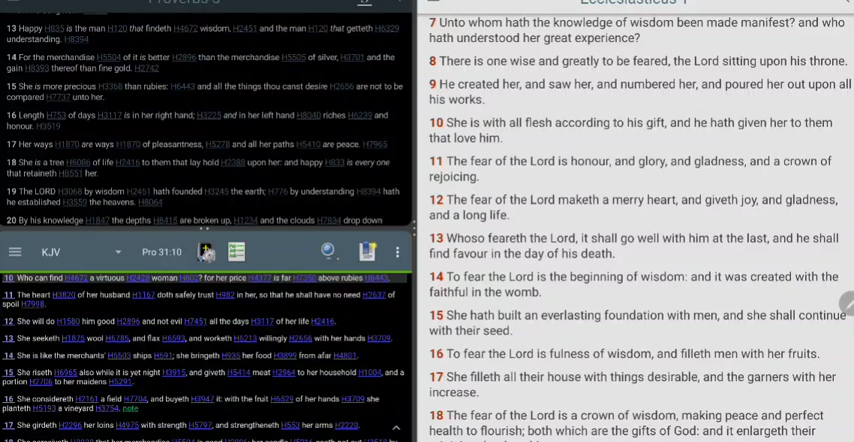 Proverbs 3
13 Happy H835 is the man H120 that findeth H4672 wisdom, H2451 and the man H120 that getteth H6329
understanding. H8394
14 For the merchandise H5504 of it is better H2896 than the merchandise H5505 of silver, H3701 and the
gain H8393 thereof than fine gold. H2742
15 She is more precious H3368 than rubies: H6443 and all the things thou canst desire H2656 are not to be
compared H7737 unto her.
16 Length H753 of days H3117 is in her right hand; H3225 and in her left hand H8040 riches H6239 and
honour. H3519
17 Her ways H1870 are ways H1870 of pleasantness, H5278 and all her paths H5410 are peace. H7965
18 She is a tree H6086 of life H2416 to them that lay hold H2388 upon her: and happy H833 is every one
that retaineth H8551 her.
19 The LORD H3068 by wisdom H2451 hath founded H3245 the earth; H776 by understanding H8394 hath
he established H3559 the heavens. H8064
20 By his knowledge H1847 the depths H8415 are broken up, H1234 and the clouds H7834 drop down
KJV Pro 31:10
10 Who can find H4672 a virtuous H2428 woman H802? for her price H4377 is far H7350 above rubies H6443.
11 The heart H3820 of her husband H1167 doth safely trust H982 in her, so that he shall have no need H2637 of
spoil H7998.
12 She will do H1580 him good H2896 and not evil H7451 all the days H3117 of her life H2416.
13 She seeketh H1875 wool H6785, and flax H6593, and worketh H6213 willingly H2656 with her hands H3709.
14 She is like the merchants' H5503 ships H591; she bringeth H935 her food H3899 from afar H4801.
15 She riseth H6965 also while it is yet night H3915, and giveth H5414 meat H2964 to her household H1004, and a
portion H2706 to her maidens H5291.
16 She considereth H2161 a field H7704, and buyeth H3947 it: with the fruit H6529 of her hands H3709 she
planteth H5193 a vineyard H3754. note
17 She girdeth H2296 her loins H4975 with strength H5797, and strengtheneth H553 her arms H2220.
Ecclesiasticus 1
7 Unto whom hath the knowledge of wisdom been made manifest? and who
hath understood her great experience?
8 There is one wise and greatly to be feared, the Lord sitting upon his throne.
9 He created her, and saw her, and numbered her, and poured her out upon all
his works.
10 She is with all flesh according to his gift, and he hath given her to them
that love him.
11 The fear of the Lord is honour, and glory, and gladness, and a crown of
rejoicing.
12 The fear of the Lord maketh a merry heart, and giveth joy, and gladness,
and a long life.
13 Whoso feareth the Lord, it shall go well with him at the last, and he shall
find favour in the day of his death.
14 To fear the Lord is the beginning of wisdom: and it was created with the
faithful in the womb.
15 She hath built an everlasting foundation with men, and she shall continue
with their seed.
16 To fear the Lord is fulness of wisdom, and filleth men with her fruits.
17 She filleth all their house with things desirable, and the garners with her
increase.
18 The fear of the Lord is a crown of wisdom, making peace and perfect
health to flourish; both which are the gifts of God: and it enlargeth their